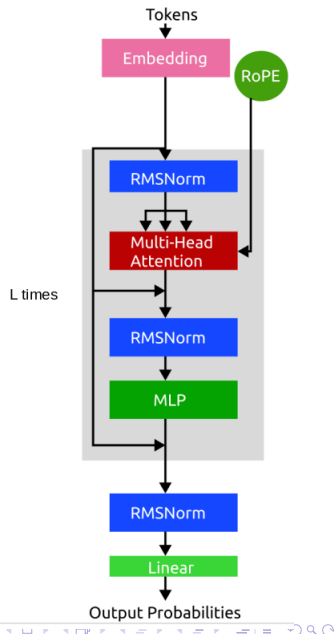 Tokens
Embedding
RoPE
RMSNorm
Multi-Head
Attention
L times
RMSNorm
MLP
RMSNorm
Linear
Output Probabilities